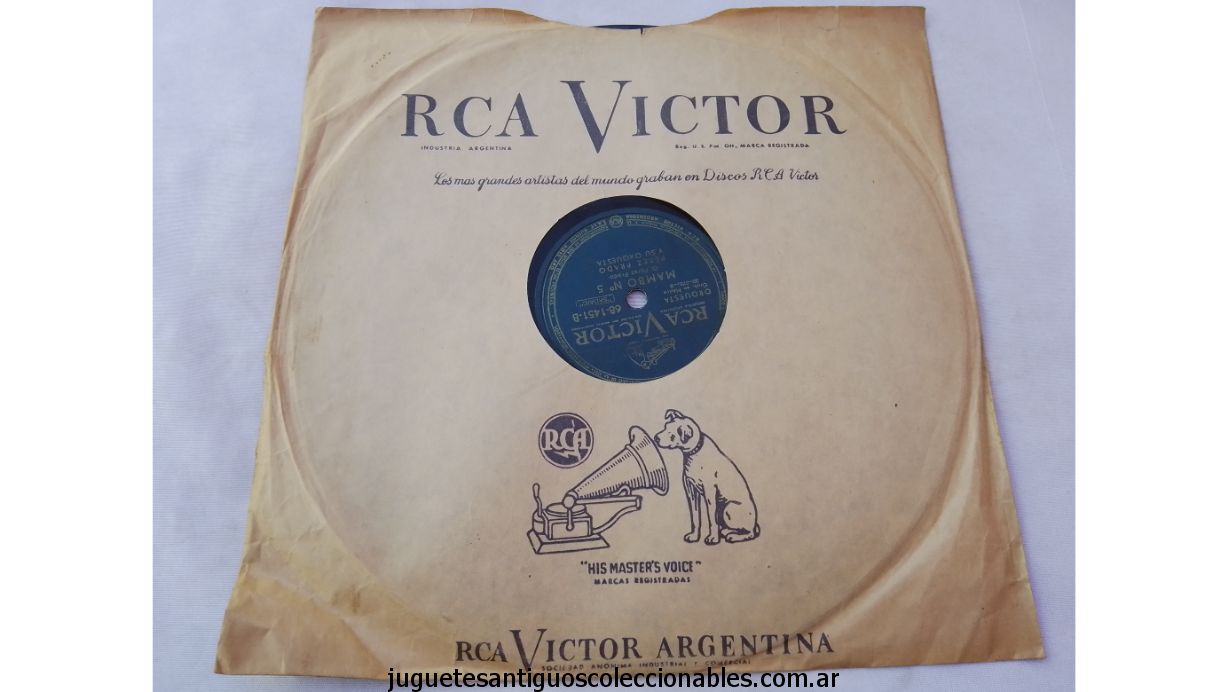 RCA VICTOR
INDUSTRIA ARGENTINA
Reg. U. S. Pat. Off., MARCA REGISTRADA
Los mas grandes artistas del mundo graban en Discos RCA Victor
RCA VICTOR
68-1451-B
ORQUESTA
MAMBO Nº 5
PEREZ PRADO
Y SU ORQUESTA
RCA
"HIS MASTER'S VOICE"
MARCAS REGISTRADAS
RCA VICTOR ARGENTINA
SOCIEDAD ANONIMA INDUSTRIAL Y COMERCIAL
juguetesantiguoscoleccionables.com.ar